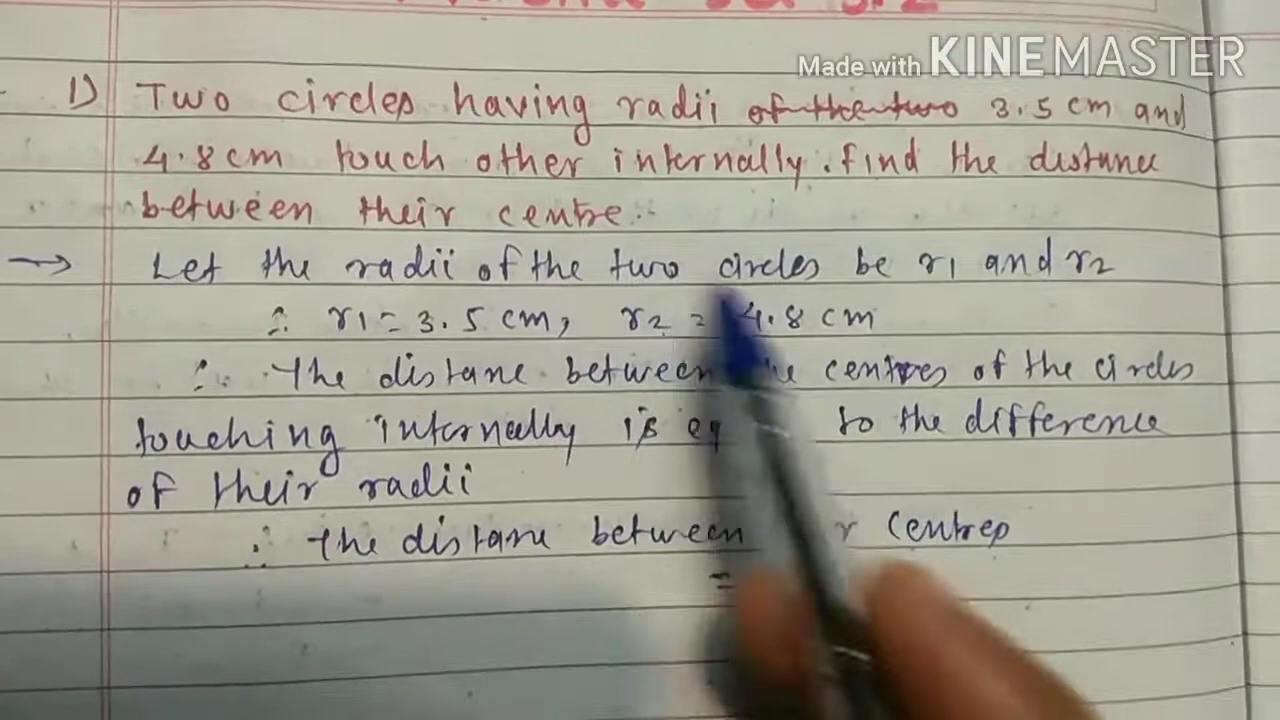 Made with KINEMASTER
1) Two circles having radii of the two 3.5 cm and
4.8 cm touch other internally. find the distance
between their centre.
→ Let the radii of the two circles be r1 and r2
∴ r1 = 3.5 cm, r2 = 4.8 cm
∴ The distane between the centres of the circles
touching internally is eq to the difference
of their radii
∴ the distane between r centres
=